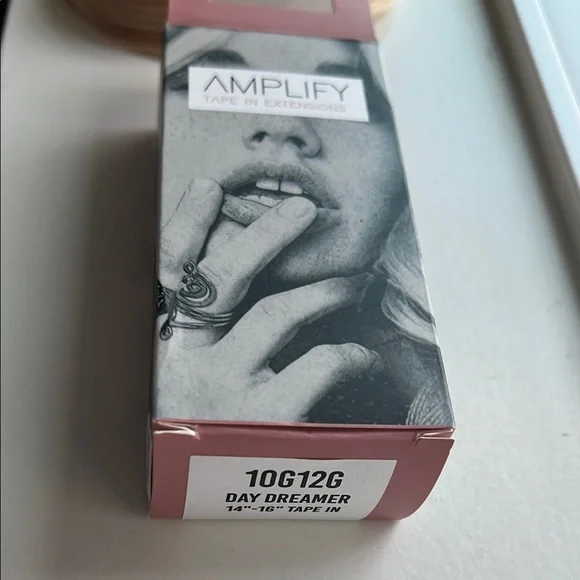 AMPLIFY
TAPE IN EXTENSIONS
10G12G
DAY DREAMER
14"-16" TAPE IN